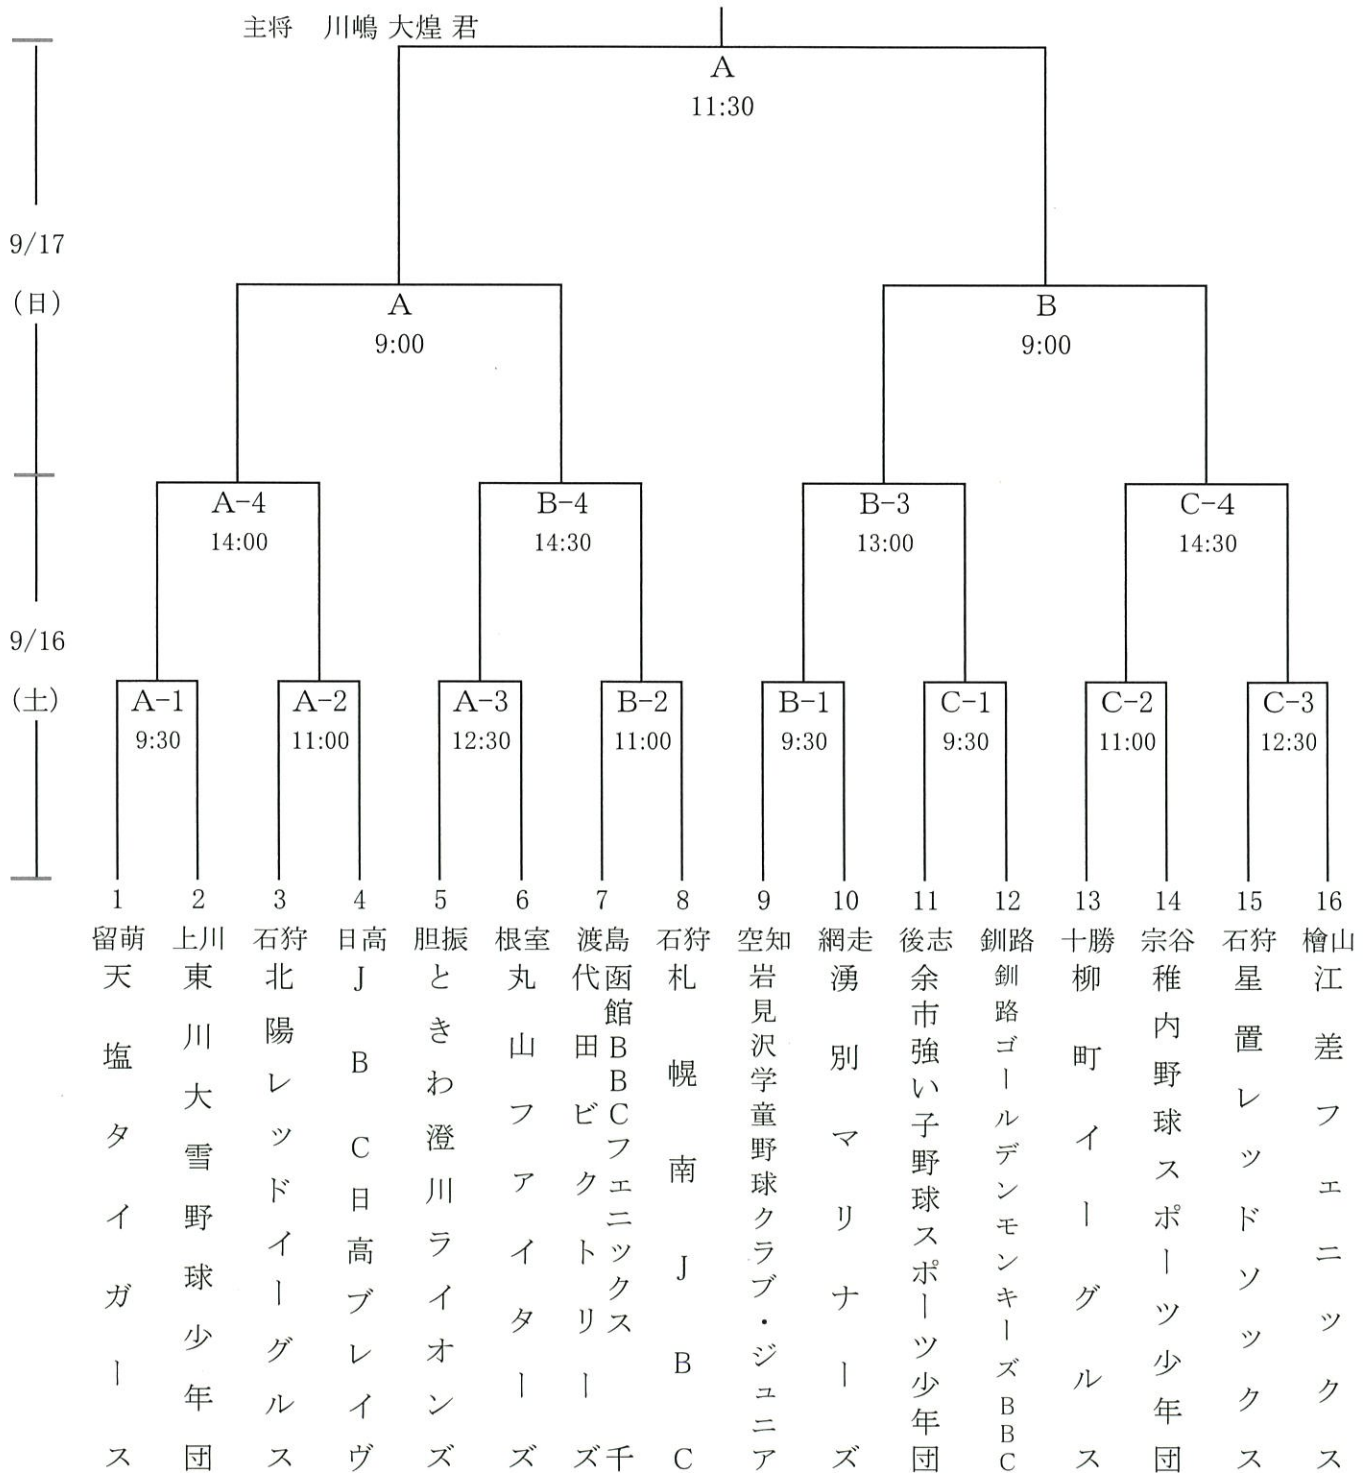 主将 川嶋 大煌 君
A
11:30
9/17
(日)
A
9:00
B
9:00
A-4
14:00
B-4
14:30
B-3
13:00
C-4
14:30
9/16
(土)
A-1
9:30
A-2
11:00
A-3
12:30
B-2
11:00
B-1
9:30
C-1
9:30
C-2
11:00
C-3
12:30
1
留萌
天塩タイガース
2
上川
東川大雪野球少年団
3
石狩
北陽レッドイーグルス
4
日高
JBC日高ブレイヴ
5
胆振
ときわ澄川ライオンズ
6
根室
丸山ファイターズ
7
渡島
函館BBCフェニックス千
代田ビクトリーズ
8
石狩
札幌南JBC
9
空知
岩見沢学童野球クラブ・ジュニア
10
網走
湧別マリナーズ
11
後志
余市強い子野球スポーツ少年団
12
釧路
釧路ゴールデンモンキーズBBC
13
十勝
柳町イーグルス
14
宗谷
稚内野球スポーツ少年団
15
石狩
星置レッドソックス
16
檜山
江差フェニックス